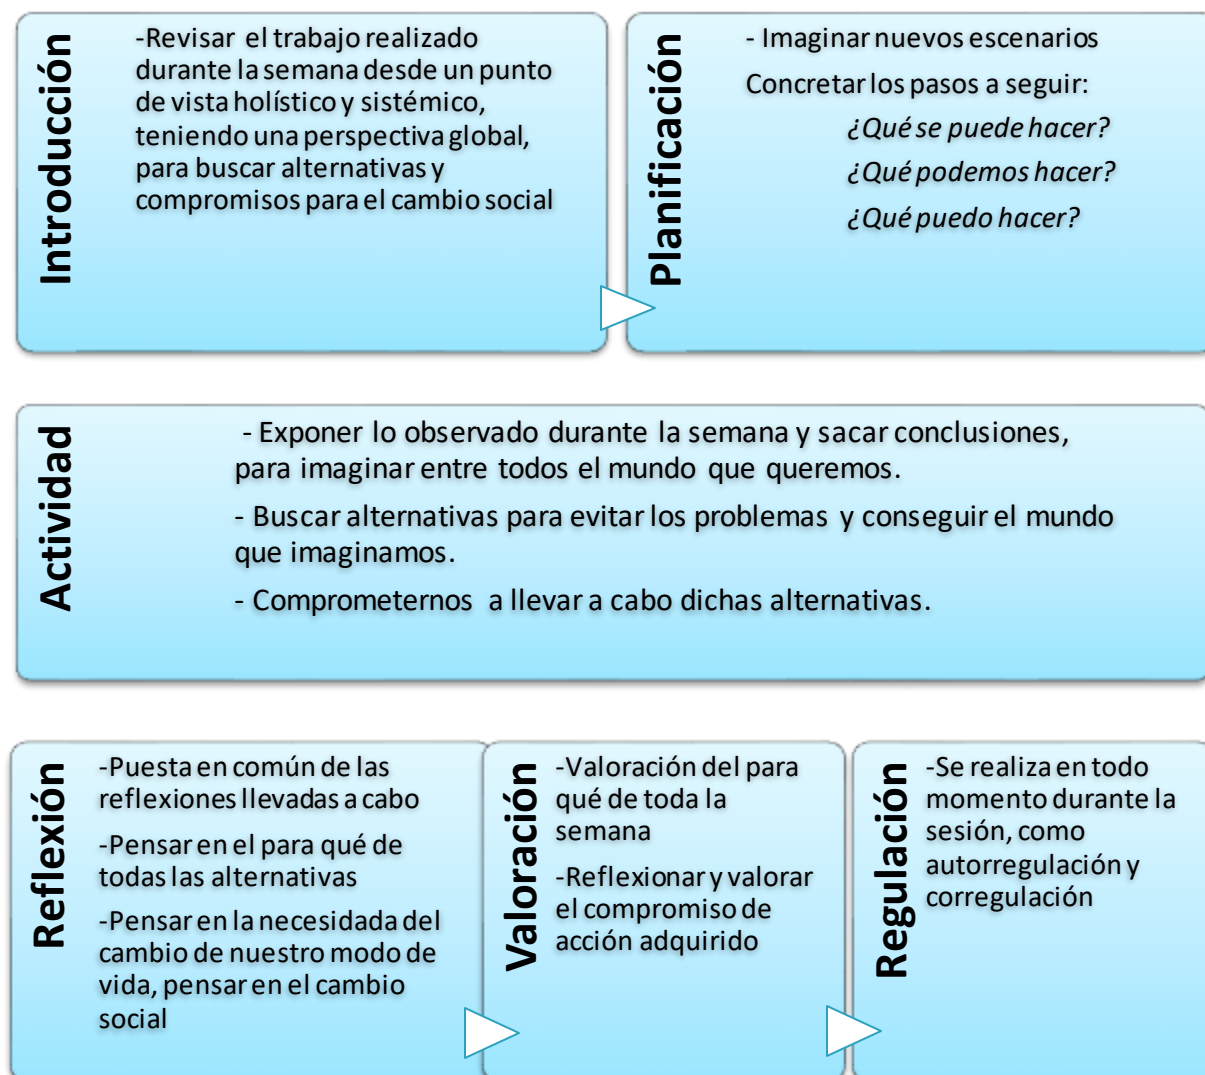 Introducción
-Revisar el trabajo realizado
durante la semana desde un punto
de vista holístico y sistémico,
teniendo una perspectiva global,
para buscar alternativas y
compromisos para el cambio social
Planificación
- Imaginar nuevos escenarios
Concretar los pasos a seguir:
¿Qué se puede hacer?
¿Qué podemos hacer?
¿Qué puedo hacer?
Actividad
- Exponer lo observado durante la semana y sacar conclusiones,
para imaginar entre todos el mundo que queremos.
- Buscar alternativas para evitar los problemas y conseguir el mundo
que imaginamos.
- Comprometernos a llevar a cabo dichas alternativas.
Reflexión
-Puesta en común de las
reflexiones llevadas a cabo
-Pensar en el para qué de
todas las alternativas
-Pensar en la necesidada del
cambio de nuestro modo de
vida, pensar en el cambio
social
Valoración
-Valoración del para
qué de toda la
semana
-Reflexionar y valorar
el compromiso de
acción adquirido
Regulación
-Se realiza en todo
momento durante la
sesión, como
autorregulación y
corregulación